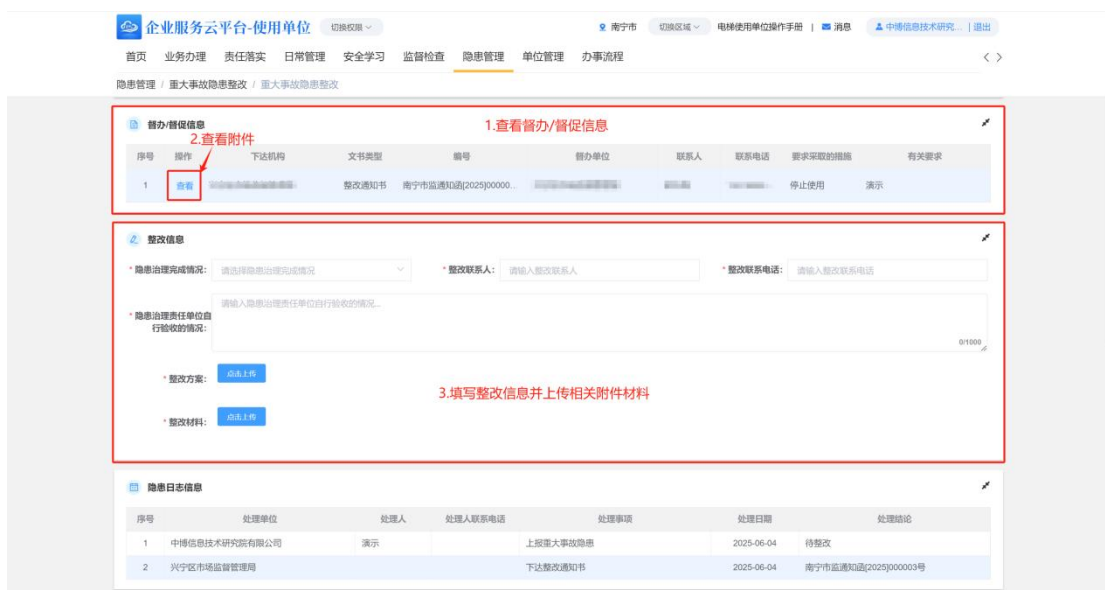 企业服务云平台-使用单位 切换权限 南宁市 切换区域 电梯使用单位操作手册 | 消息 中博信息技术研究... | 退出
首页 业务办理 责任落实 日常管理 安全学习 监督检查 隐患管理 单位管理 办事流程 < >
隐患管理 / 重大事故隐患整改 / 重大事故隐患整改
督办/督促信息 1.查看督办/督促信息
2.查看附件
序号 操作 下达机构 文书类型 编号 督办单位 联系人 联系电话 要求采取的措施 有关要求
1 查看 整改通知书 南宁市监通知函[2025]00000... 停止使用 演示
整改信息
* 隐患治理完成情况: 请选择隐患治理完成情况 * 整改联系人: 请输入整改联系人 * 整改联系电话: 请输入整改联系电话
* 隐患治理责任单位自行验收的情况: 请输入隐患治理责任单位自行验收的情况...
0/1000
* 整改方案: 点击上传
3.填写整改信息并上传相关附件材料
* 整改材料: 点击上传
隐患日志信息
序号 处理单位 处理人 处理人联系电话 处理事项 处理日期 处理结论
1 中博信息技术研究院有限公司 演示 上报重大事故隐患 2025-06-04 待整改
2 兴宁区市场监督管理局 下达整改通知书 2025-06-04 南宁市监通知函[2025]000003号